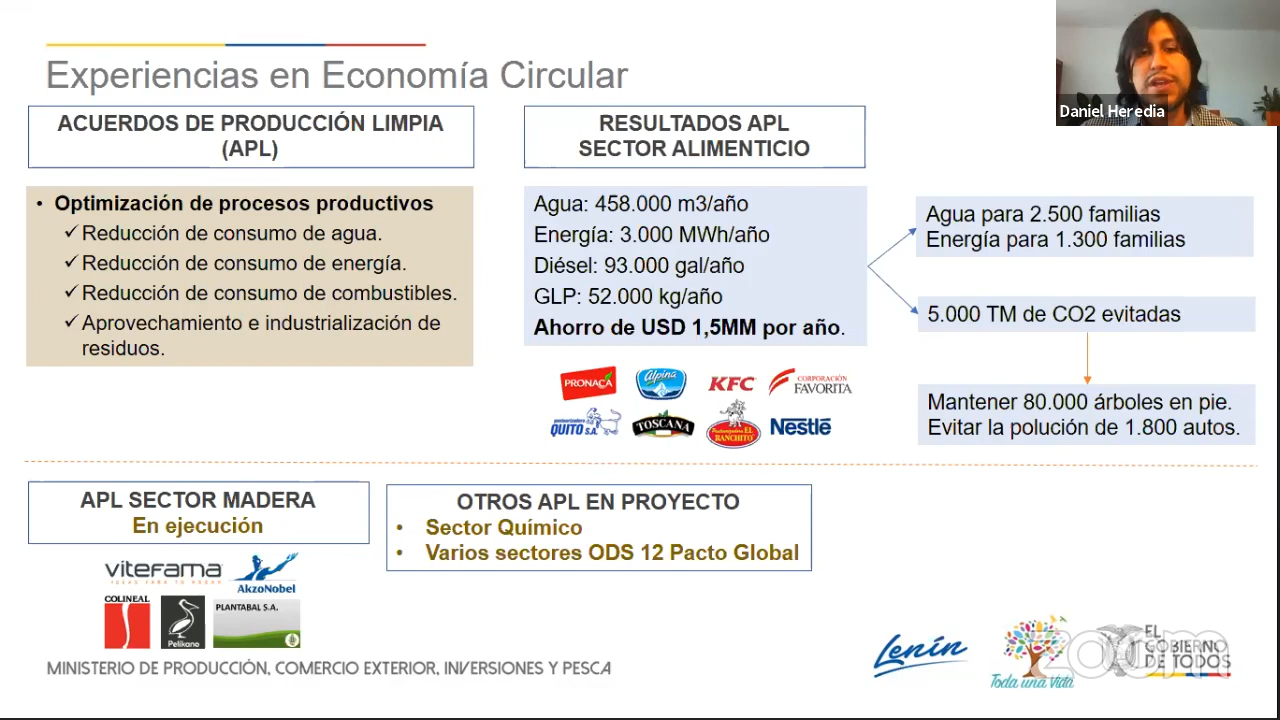 Experiencias en Economía Circular
Daniel Heredia
ACUERDOS DE PRODUCCIÓN LIMPIA
(APL)
• Optimización de procesos productivos
✓Reducción de consumo de agua.
✓Reducción de consumo de energía.
✓Reducción de consumo de combustibles.
✓Aprovechamiento e industrialización de
residuos.
RESULTADOS APL
SECTOR ALIMENTICIO
Agua: 458.000 m3/año
Energía: 3.000 MWh/año
Diésel: 93.000 gal/año
GLP: 52.000 kg/año
Ahorro de USD 1,5MM por año.
Agua para 2.500 familias
Energía para 1.300 familias
5.000 TM de CO2 evitadas
Mantener 80.000 árboles en pie.
Evitar la polución de 1.800 autos.
PRONACA
Alpina
KFC
CORPORACIÓN
FAVORITA
QUITO S.A.
TOSCANA
EL
RANCHITO
Nestlé
APL SECTOR MADERA
En ejecución
vitefama
IDEAS PARA TU HOGAR
AkzoNobel
COLINEAL
Pelikano
PLANTABAL S.A.
OTROS APL EN PROYECTO
• Sector Químico
• Varios sectores ODS 12 Pacto Global
MINISTERIO DE PRODUCCIÓN, COMERCIO EXTERIOR, INVERSIONES Y PESCA
Lenín
Toda una Vida
EL
GOBIERNO
DE TODOS
zoom